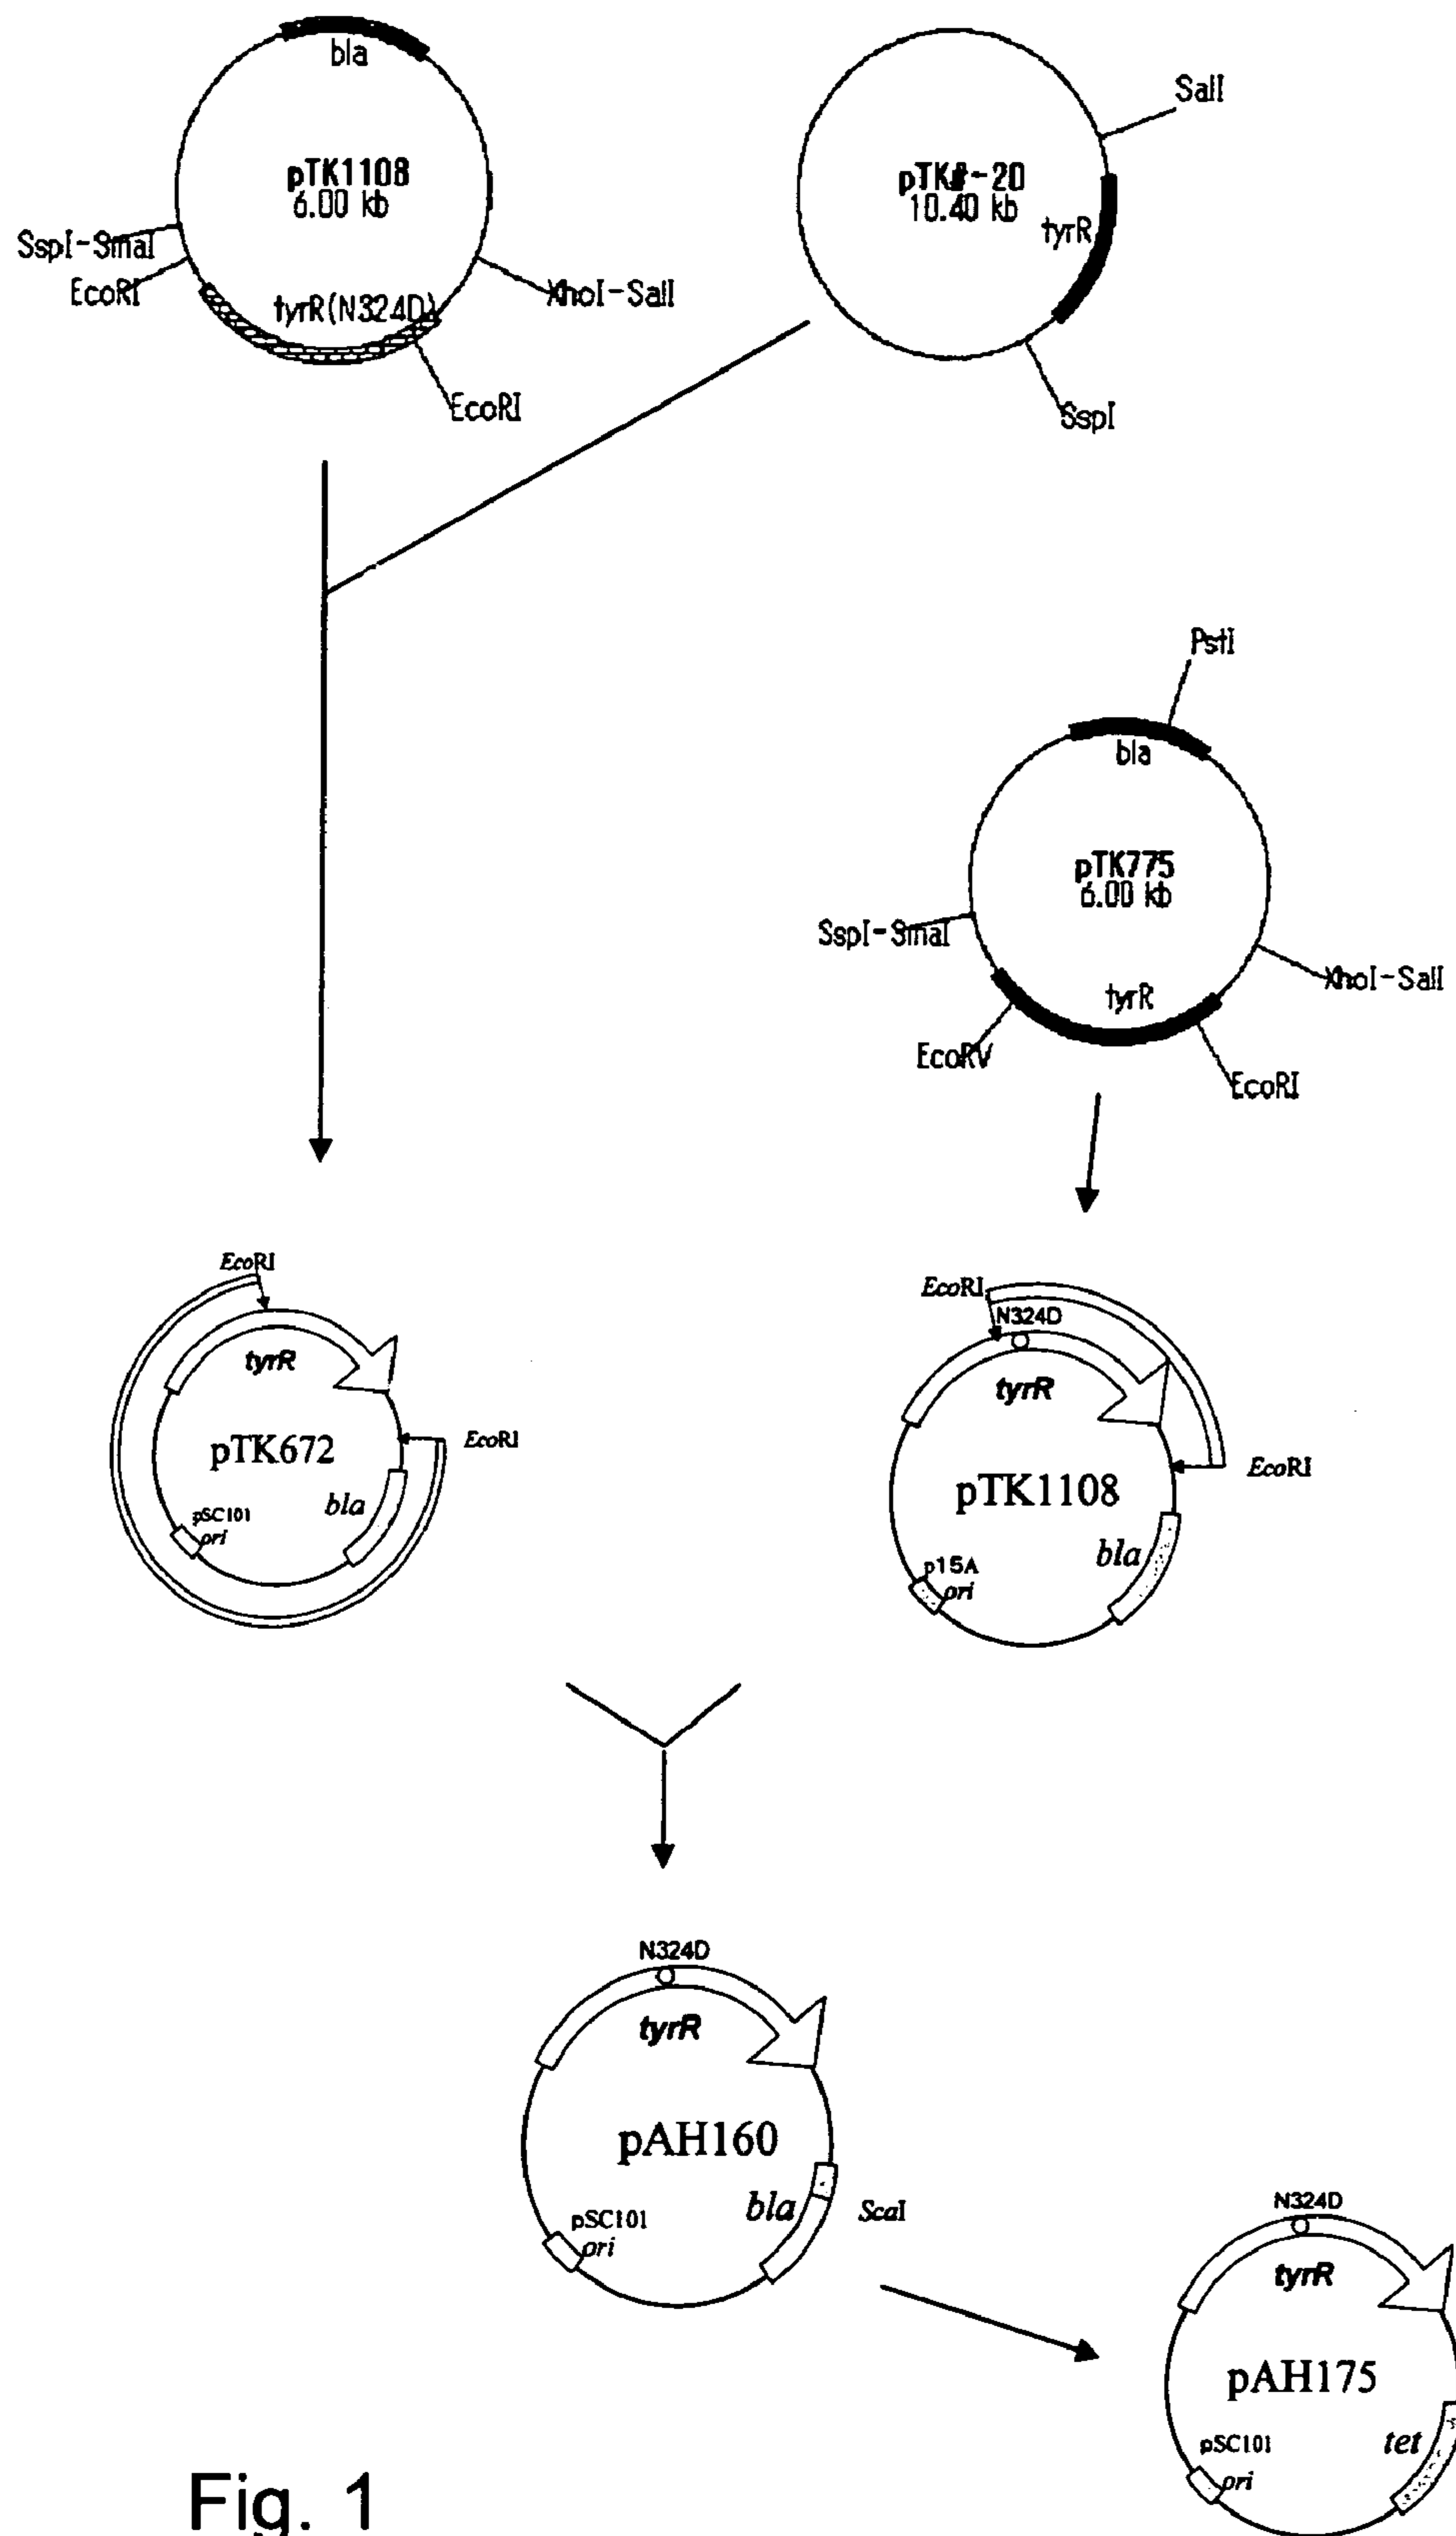 bla
pTK1108
6.00 kb
SspI-SmaI
EcoRI
tyrR(N324D)
XhoI-SalI
EcoRI
SalI
pTK#-20
10.40 kb
tyrR
SspI
PstI
bla
pTK775
6.00 kb
SspI-SmaI
XhoI-SalI
tyrR
EcoRV
EcoRI
EcoRI
tyrR
pTK672
EcoRI
bla
pSC101
ori
EcoRI
N324D
tyrR
pTK1108
EcoRI
bla
p15A
ori
N324D
tyrR
pAH160
bla
ScaI
pSC101
ori
N324D
tyrR
pAH175
pSC101
ori
tet
Fig. 1